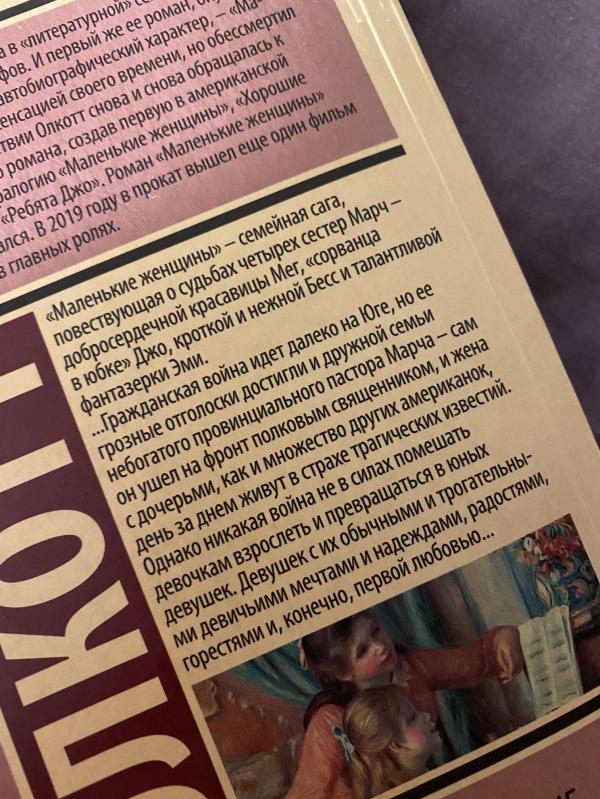 а в «литературной»
фов. И первый же ее роман,
автобиографический характер, – «Ма-
енсацией своего времени, но обессмертил
ствии Олкотт снова и снова обращалась к
о романа, создав первую в американской
ралогию «Маленькие женщины», «Хорошие
«Ребята Джо». Роман «Маленькие женщины»
ался. В 2019 году в прокат вышел еще один фильм
в главных ролях.
«Маленькие женщины» – семейная сага,
повествующая о судьбах четырех сестер Марч –
добросердечной красавицы Мег, «сорванца
в юбке» Джо, кроткой и нежной Бесс и талантливой
фантазерки Эми.
...Гражданская война идет далеко на Юге, но ее
грозные отголоски достигли и дружной семьи
небогатого провинциального пастора Марча – сам
он ушел на фронт полковым священником, и жена
с дочерьми, как и множество других американок,
день за днем живут в страхе трагических известий.
Однако никакая война не в силах помешать
девочкам взрослеть и превращаться в юных
девушек. Девушек с их обычными и трогательны-
ми девичьими мечтами и надеждами, радостями,
горестями и, конечно, первой любовью...
ЛКОТТ